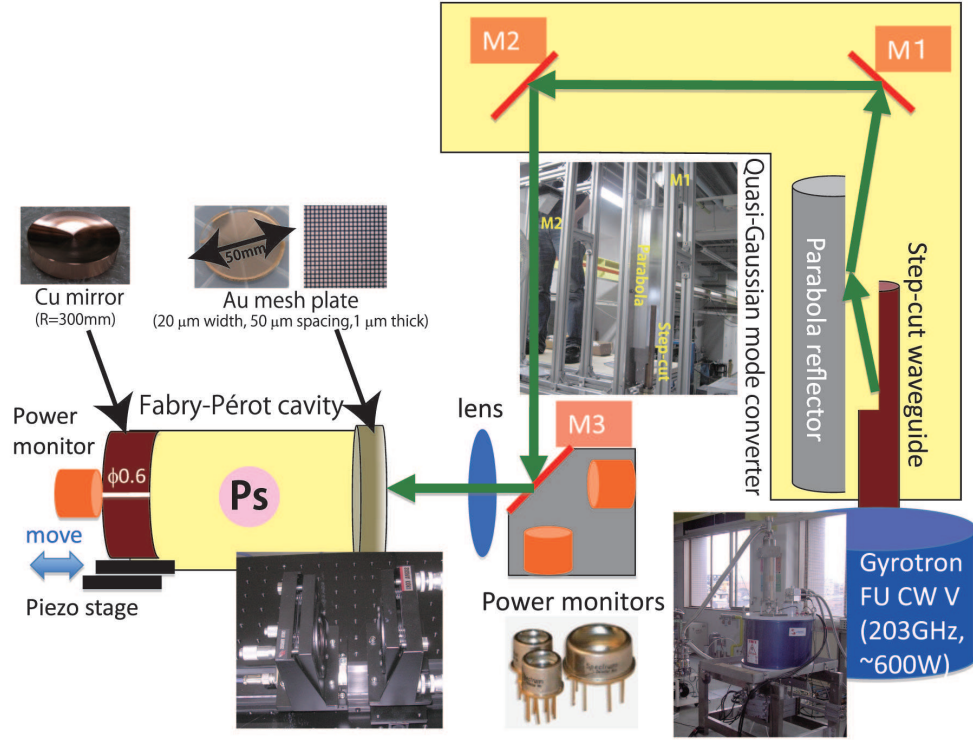 M2
M1
Quasi-Gaussian mode converter
Parabola reflector
Step-cut waveguide
M1
M2
Parabola
Step-cut
50mm
Cu mirror
(R=300mm)
Au mesh plate
(20 μm width, 50 μm spacing,1 μm thick)
Fabry-Pérot cavity
lens
M3
Power
monitor
ϕ0.6
Ps
move
Piezo stage
Power monitors
Gyrotron
FU CW V
(203GHz,
~600W)